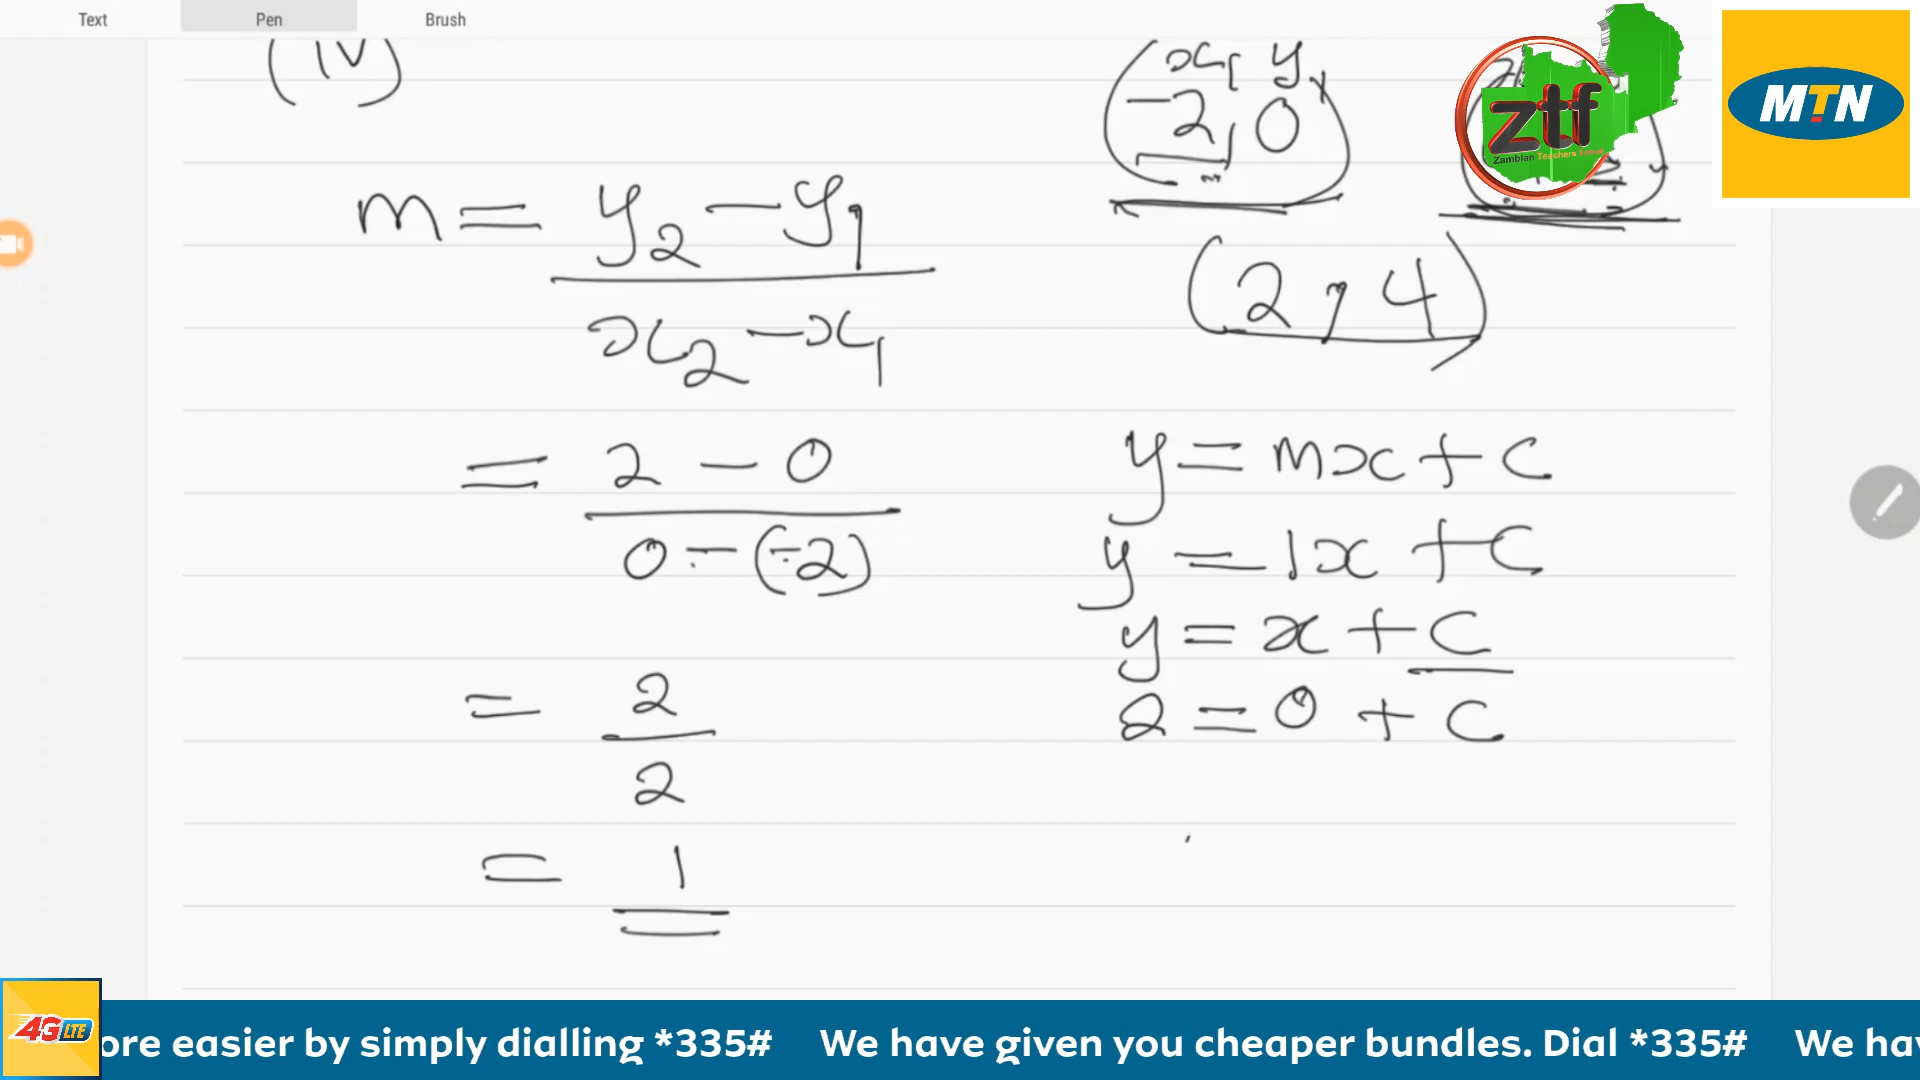 Text Pen Brush
(iv)
x₁ y₁
(-2, 0)
m = y₂ - y₁
x₂ - x₁
(2, 4)
= 2 - 0
0 - (-2)
= 2
2
= 1
y = mx + c
y = 1x + c
y = x + c
2 = 0 + c
ztf
Zambian Teachers
MTN
4G LTE
ore easier by simply dialling *335# We have given you cheaper bundles. Dial *335# We hav